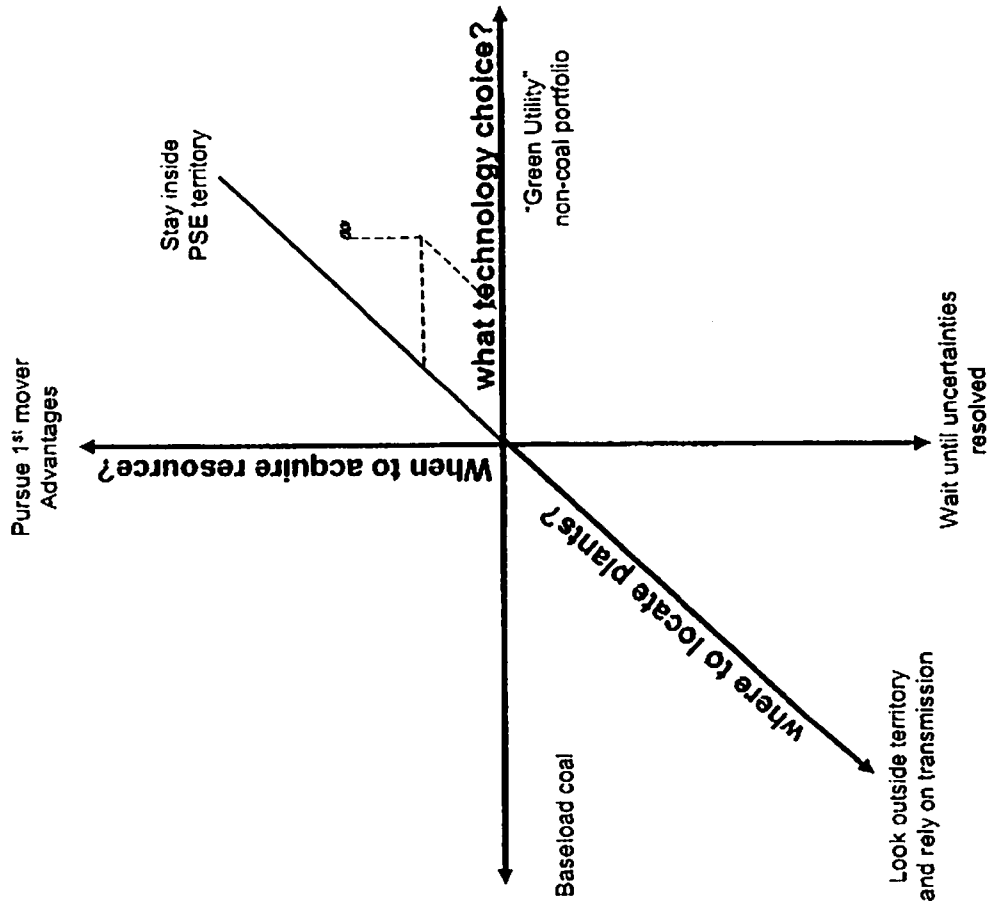 Pursue 1st mover
Advantages
Stay inside
PSE territory
When to acquire resource?
what technology choice?
"Green Utility"
non-coal portfolio
Baseload coal
where to locate plants?
Look outside territory
and rely on transmission
Wait until uncertainties
resolved